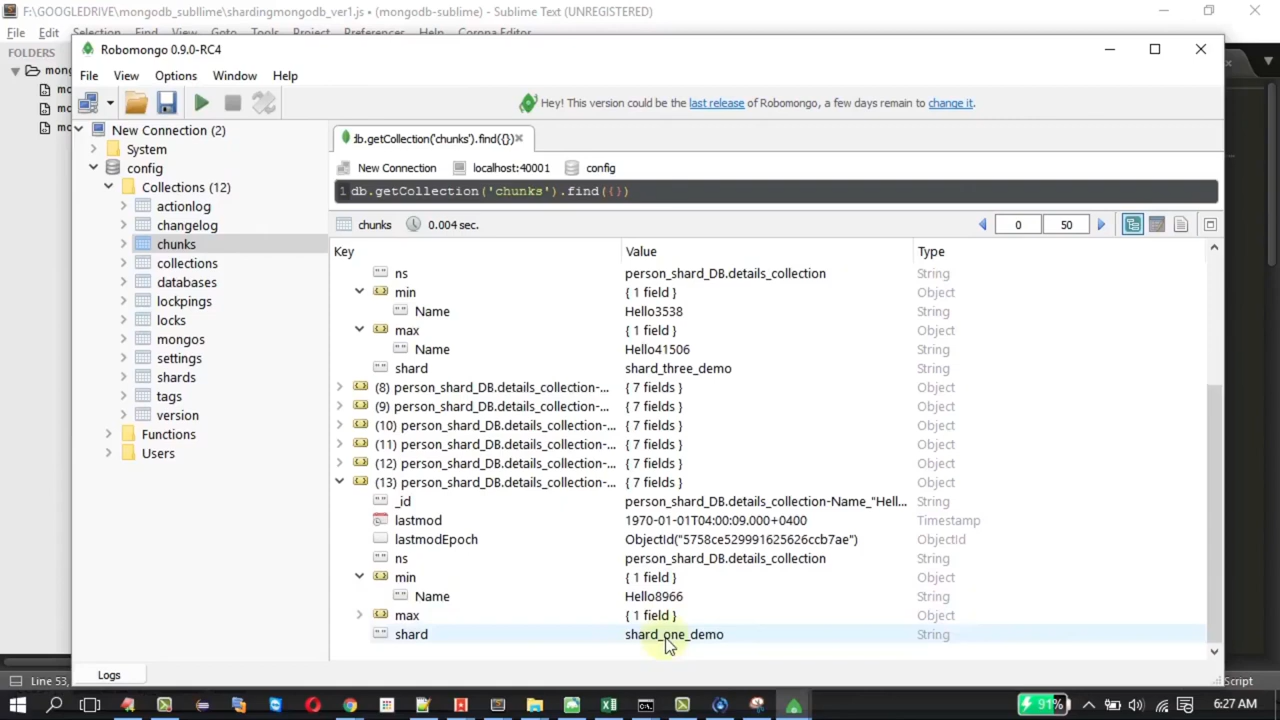 F:\GOOGLEDRIVE\mongodb_subllime\shardingmongodb_ver1.js • (mongodb-sublime) - Sublime Text (UNREGISTERED)
File Edit Selection Find View Goto Tools Project Preferences Help Corona Editor
FOLDERS
Robomongo 0.9.0-RC4
File View Options Window Help
Hey! This version could be the last release of Robomongo, a few days remain to change it.
New Connection (2)
System
config
Collections (12)
actionlog
changelog
chunks
collections
databases
lockpings
locks
mongos
settings
shards
tags
version
Functions
Users
db.getCollection('chunks').find({})
New Connection localhost:40001 config
1 db.getCollection('chunks').find({})
chunks 0.004 sec. 0 50
Key Value Type
ns person_shard_DB.details_collection String
min { 1 field } Object
Name Hello3538 String
max { 1 field } Object
Name Hello41506 String
shard shard_three_demo String
(8) person_shard_DB.details_collection-... { 7 fields } Object
(9) person_shard_DB.details_collection-... { 7 fields } Object
(10) person_shard_DB.details_collection-... { 7 fields } Object
(11) person_shard_DB.details_collection-... { 7 fields } Object
(12) person_shard_DB.details_collection-... { 7 fields } Object
(13) person_shard_DB.details_collection-... { 7 fields } Object
_id person_shard_DB.details_collection-Name_"Hell... String
lastmod 1970-01-01T04:00:09.000+0400 Timestamp
lastmodEpoch ObjectId("5758ce529991625626ccb7ae") ObjectId
ns person_shard_DB.details_collection String
min { 1 field } Object
Name Hello8966 String
max { 1 field } Object
shard shard_one_demo String
Logs
Line 53,
91% 6:27 AM